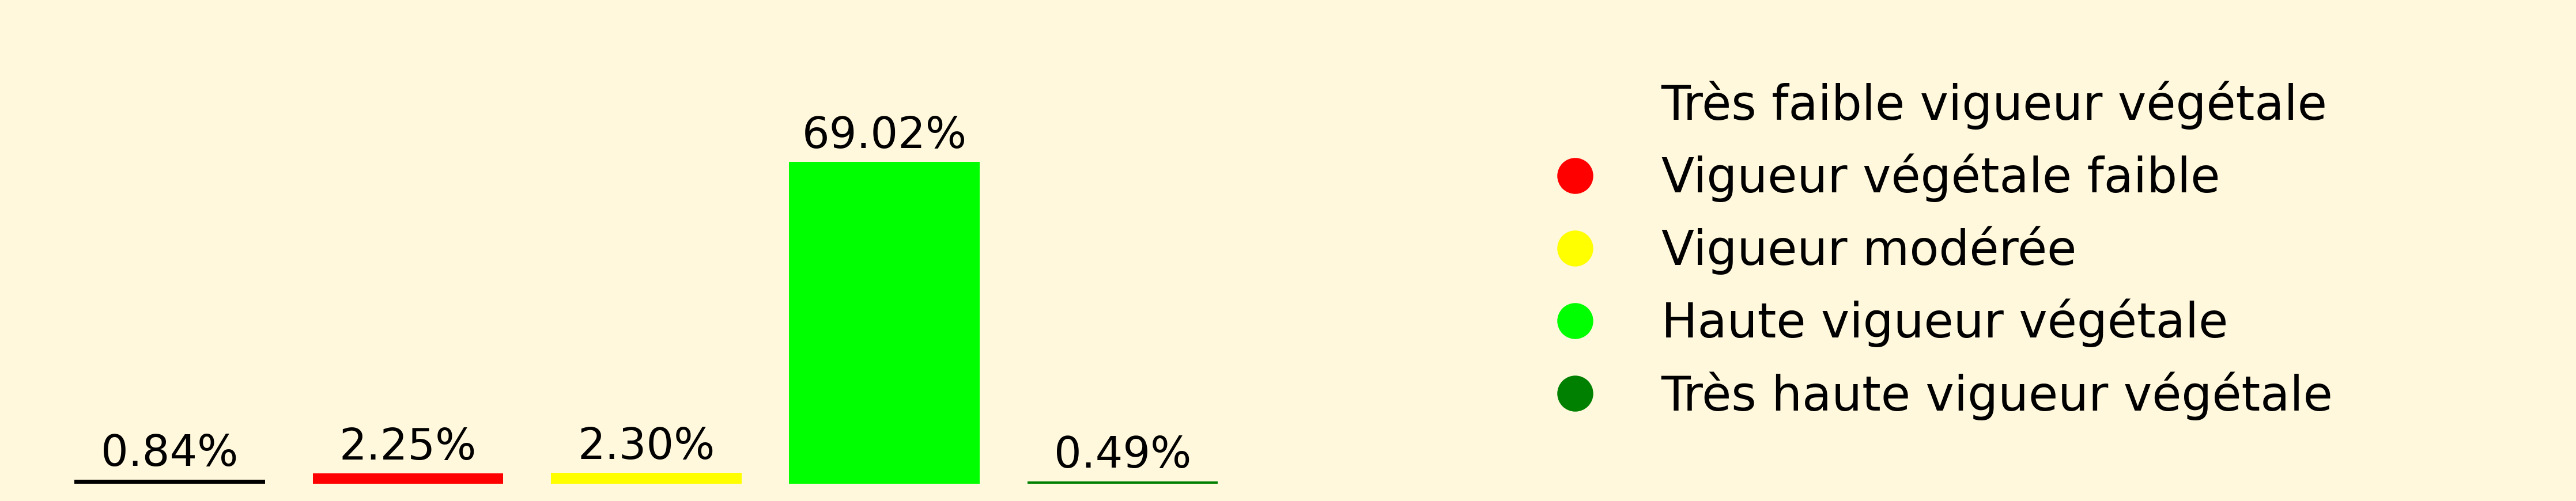 0.84%
2.25%
2.30%
69.02%
0.49%
Très faible vigueur végétale
Vigueur végétale faible
Vigueur modérée
Haute vigueur végétale
Très haute vigueur végétale